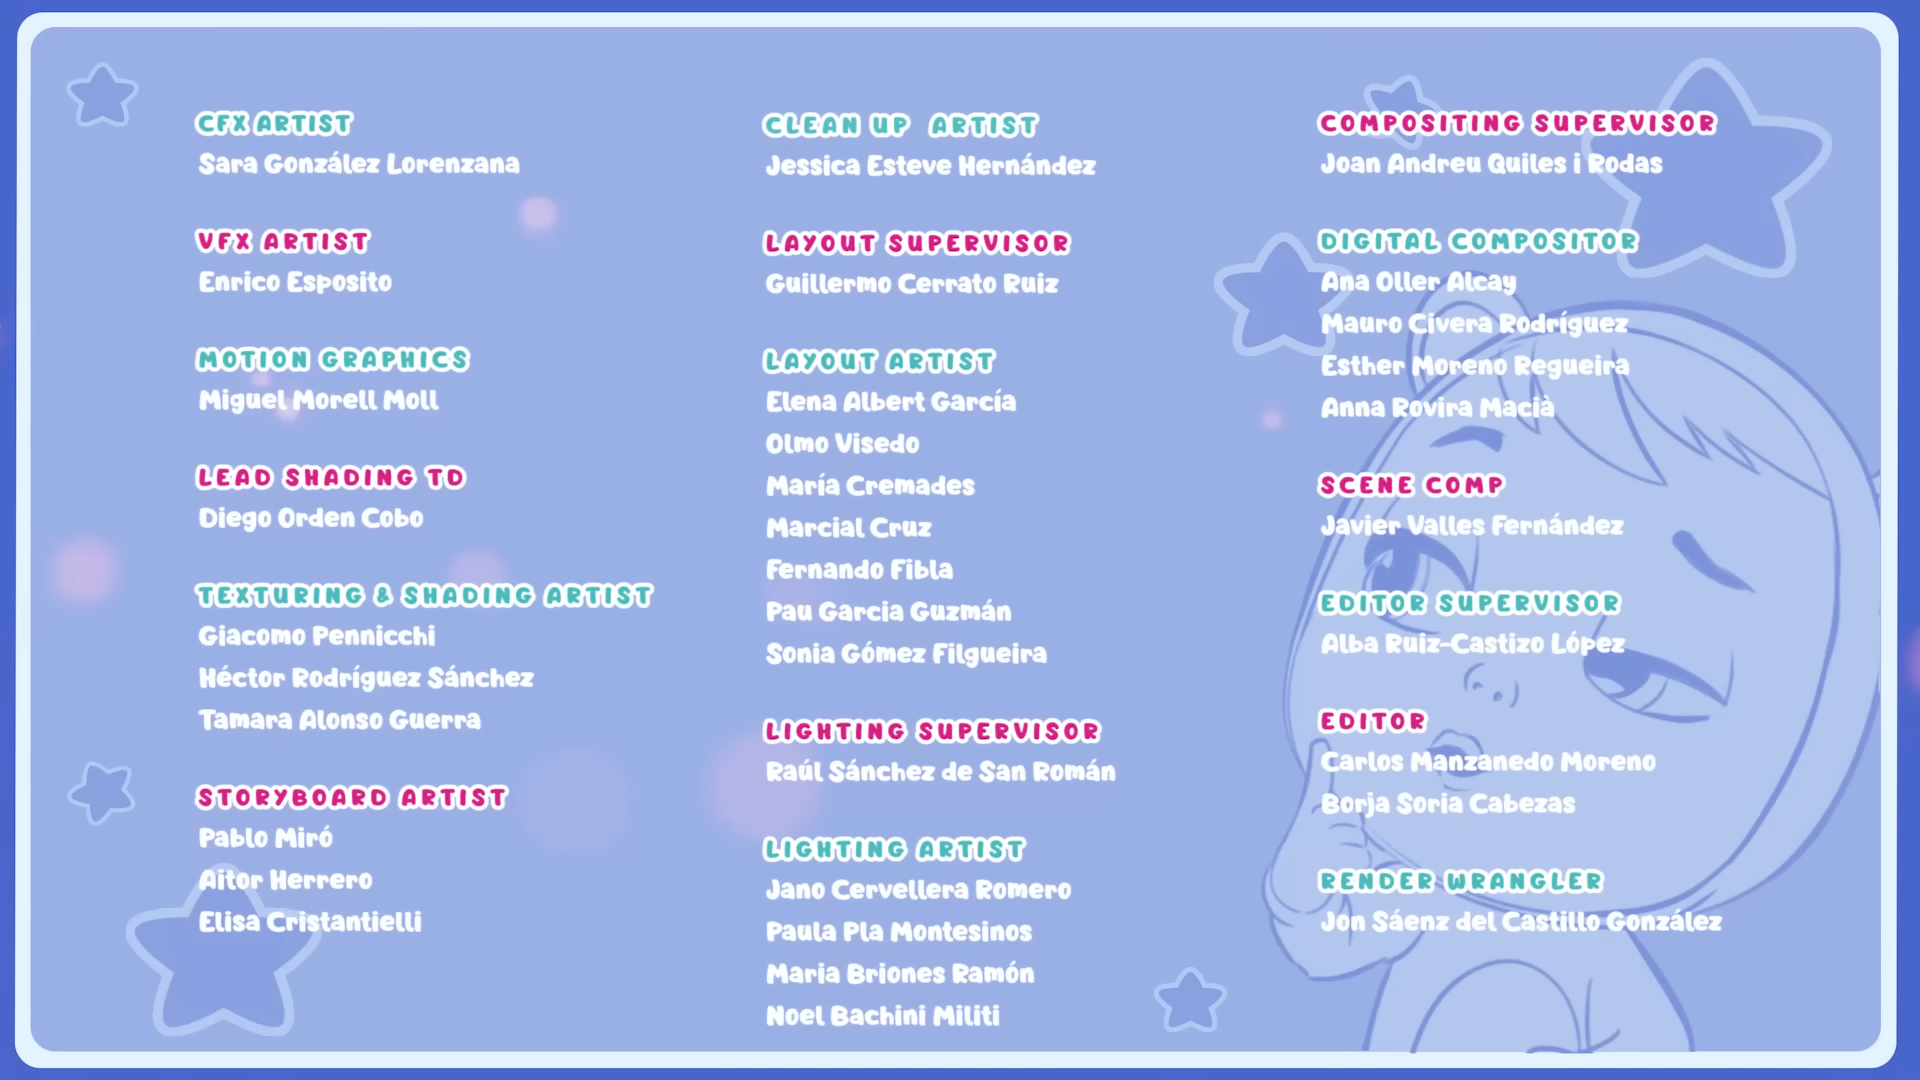 CFX ARTIST
Sara González Lorenzana
VFX ARTIST
Enrico Esposito
MOTION GRAPHICS
Miguel Morell Moll
LEAD SHADING TD
Diego Orden Cobo
TEXTURING & SHADING ARTIST
Giacomo Pennicchi
Héctor Rodríguez Sánchez
Tamara Alonso Guerra
STORYBOARD ARTIST
Pablo Miró
Aitor Herrero
Elisa Cristantielli
CLEAN UP ARTIST
Jessica Esteve Hernández
LAYOUT SUPERVISOR
Guillermo Cerrato Ruiz
LAYOUT ARTIST
Elena Albert García
Olmo Visedo
María Cremades
Marcial Cruz
Fernando Fibla
Pau Garcia Guzmán
Sonia Gómez Filgueira
LIGHTING SUPERVISOR
Raúl Sánchez de San Román
LIGHTING ARTIST
Jano Cervellera Romero
Paula Pla Montesinos
Maria Briones Ramón
Noel Bachini Militi
COMPOSITING SUPERVISOR
Joan Andreu Quiles i Rodas
DIGITAL COMPOSITOR
Ana Oller Alcay
Mauro Civera Rodríguez
Esther Moreno Regueira
Anna Rovira Macià
SCENE COMP
Javier Valles Fernández
EDITOR SUPERVISOR
Alba Ruiz-Castizo López
EDITOR
Carlos Manzanedo Moreno
Borja Soria Cabezas
RENDER WRANGLER
Jon Sáenz del Castillo González